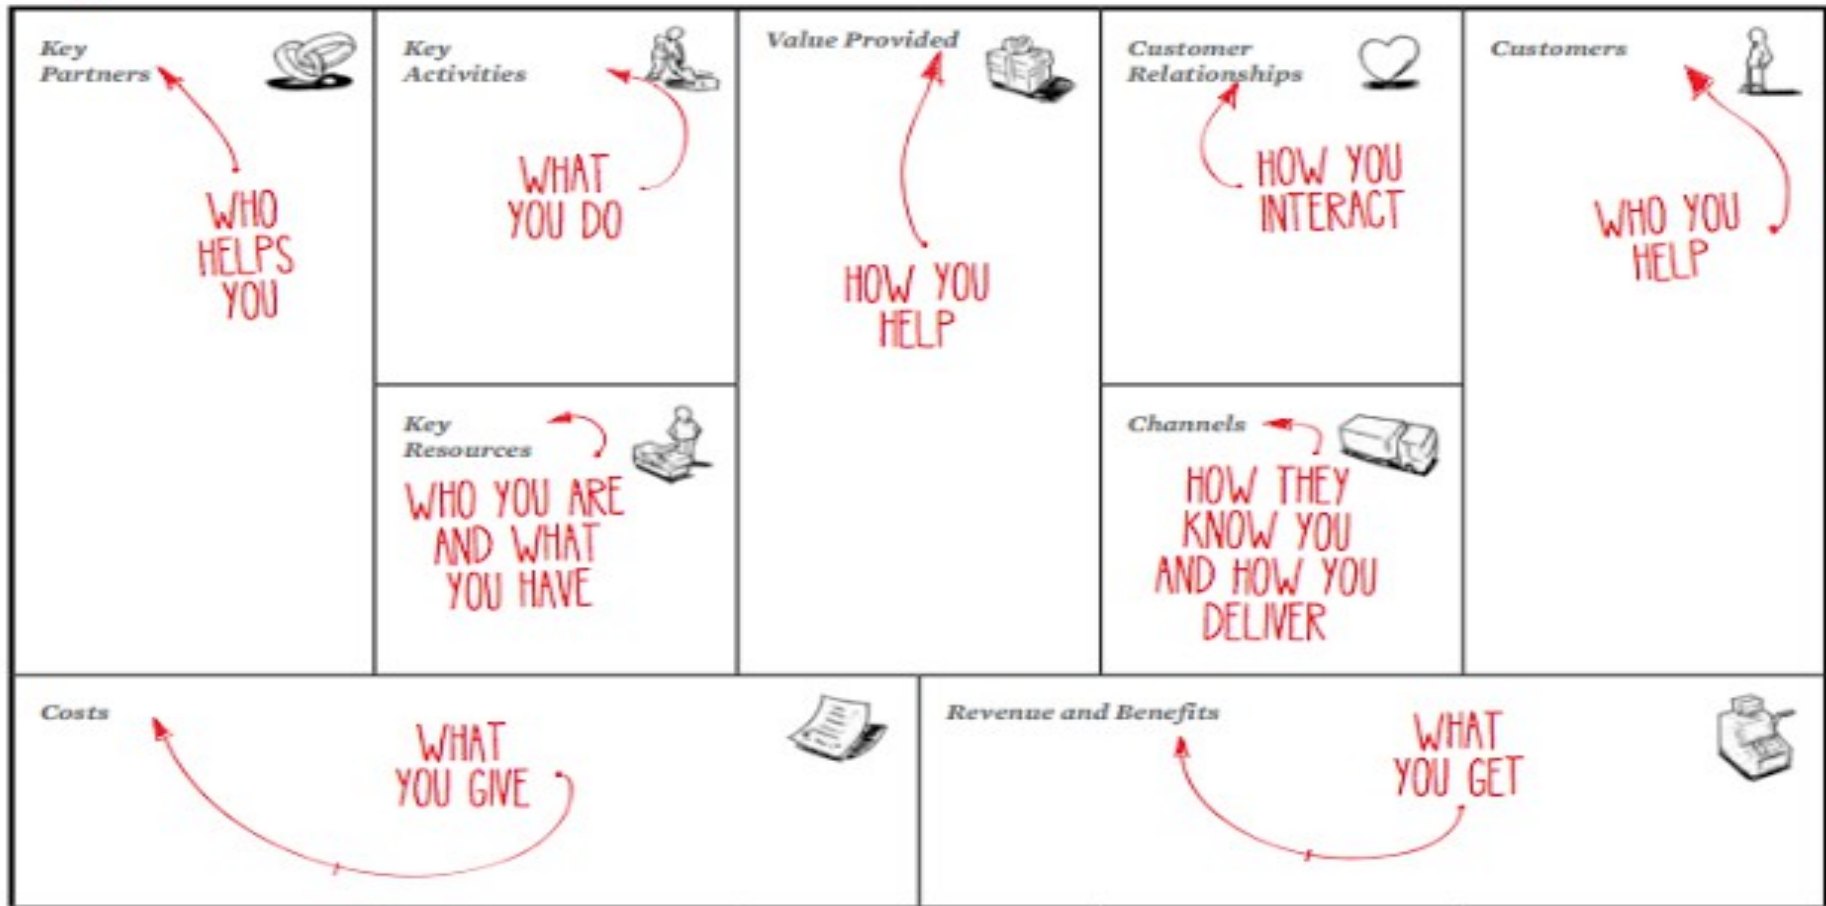 Key
Partners
WHO
HELPS
YOU
Key
Activities
WHAT
YOU DO
Key
Resources
WHO YOU ARE
AND WHAT
YOU HAVE
Value Provided
HOW YOU
HELP
Customer
Relationships
HOW YOU
INTERACT
Channels
HOW THEY
KNOW YOU
AND HOW YOU
DELIVER
Customers
WHO YOU
HELP
Costs
WHAT
YOU GIVE
Revenue and Benefits
WHAT
YOU GET